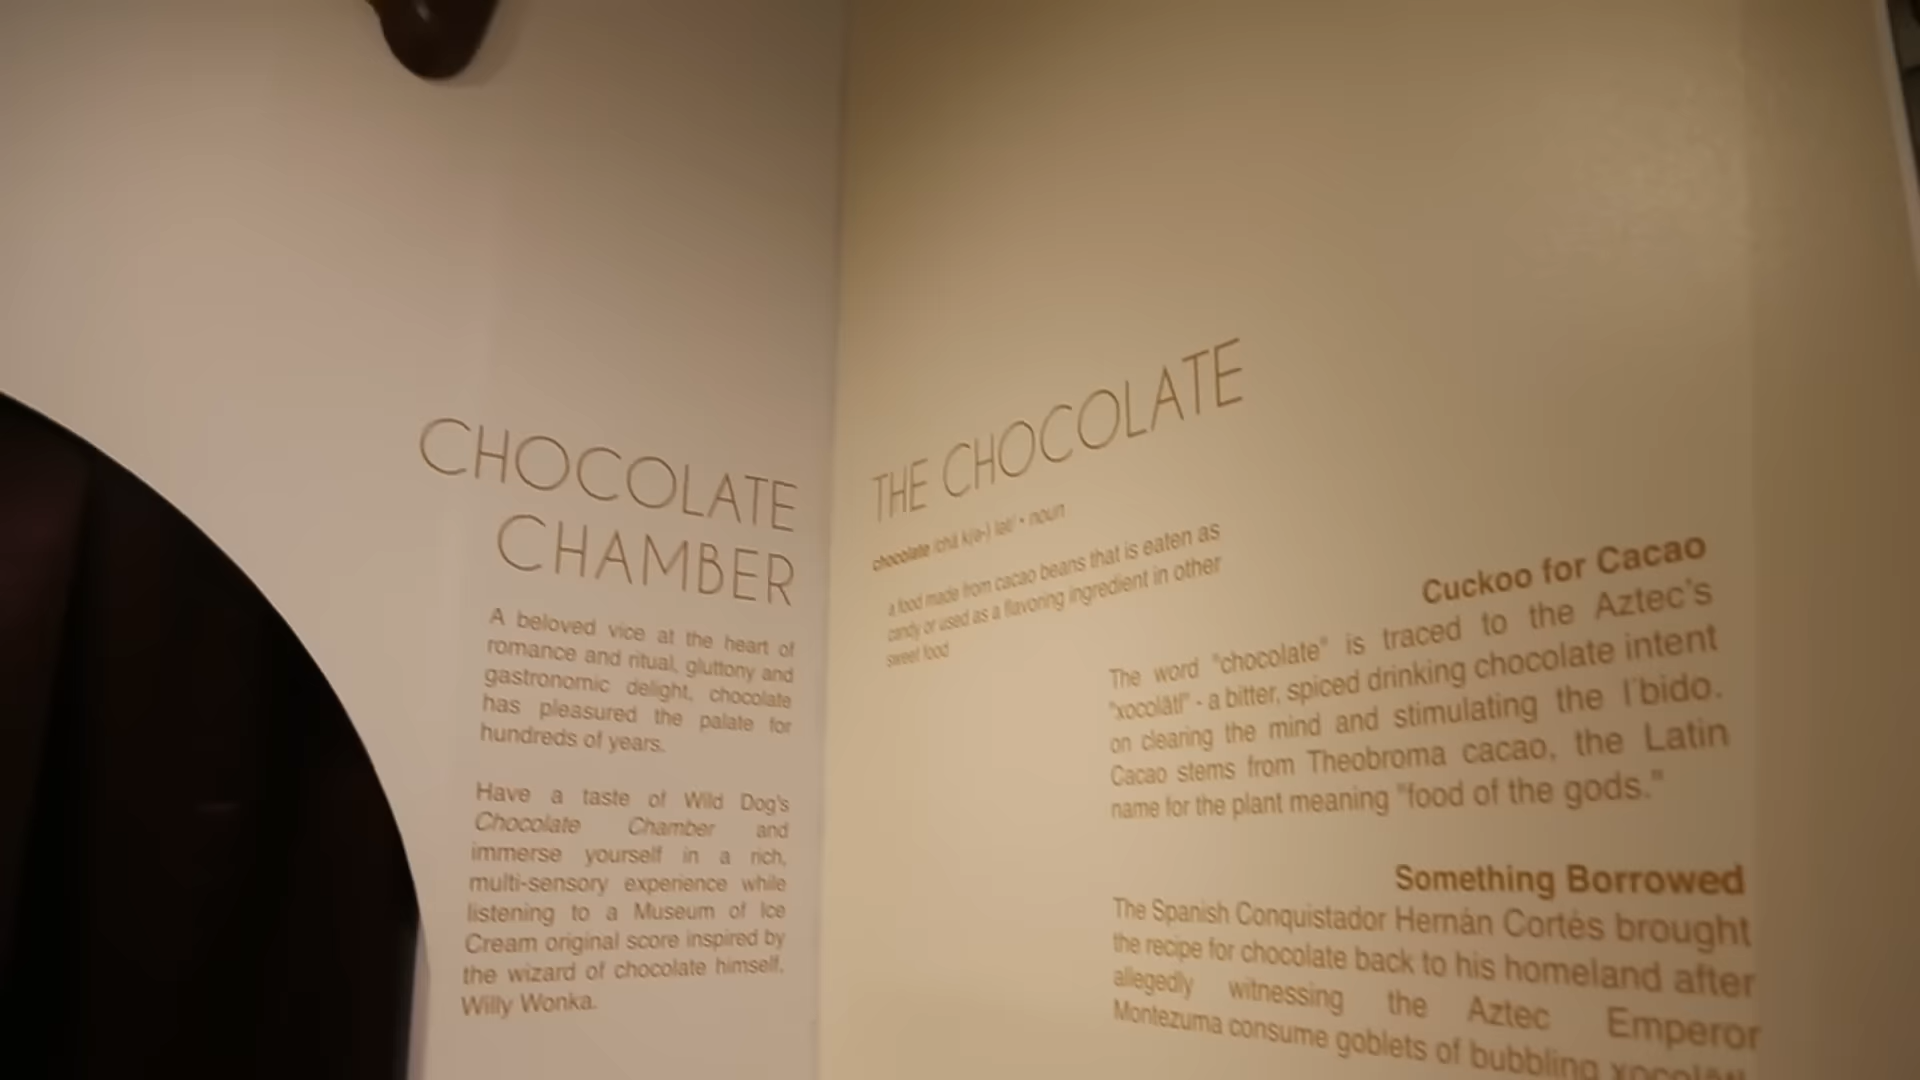 CHOCOLATE
CHAMBER
A beloved vice at the heart of
romance and ritual, gluttony and
gastronomic delight, chocolate
has pleasured the palate for
hundreds of years.
Have a taste of Wild Dog's
Chocolate Chamber and
immerse yourself in a rich,
multi-sensory experience while
listening to a Museum of Ice
Cream original score inspired by
the wizard of chocolate himself,
Willy Wonka.
THE CHOCOLATE
chocolate • noun
a food made from cacao beans that is eaten as
candy or used as a flavoring ingredient in other
sweet food
Cuckoo for Cacao
The word "chocolate" is traced to the Aztec's
"xocolātl" - a bitter, spiced drinking chocolate intent
on clearing the mind and stimulating the l'bido.
Cacao stems from Theobroma cacao, the Latin
name for the plant meaning "food of the gods."
Something Borrowed
The Spanish Conquistador Hernán Cortés brought
the recipe for chocolate back to his homeland after
allegedly witnessing the Aztec Emperor
Montezuma consume goblets of bubbling